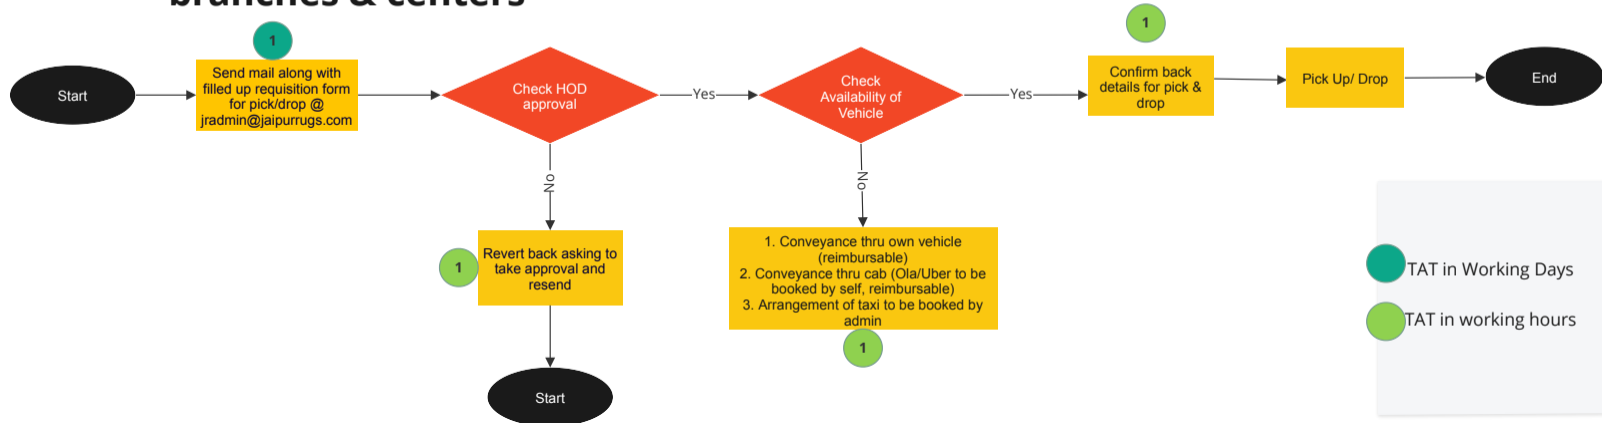 branches & centers
1
1
Start
Send mail along with
filled up requisition form
for pick/drop @
jradmin@jaipurrugs.com
Check HOD
approval
Yes
Check
Availability of
Vehicle
Yes
Confirm back
details for pick &
drop
Pick Up/ Drop
End
No
No
1
Revert back asking to
take approval and
resend
1. Conveyance thru own vehicle
(reimbursable)
2. Conveyance thru cab (Ola/Uber to be
booked by self, reimbursable)
3. Arrangement of taxi to be booked by
admin
1
Start
TAT in Working Days
TAT in working hours